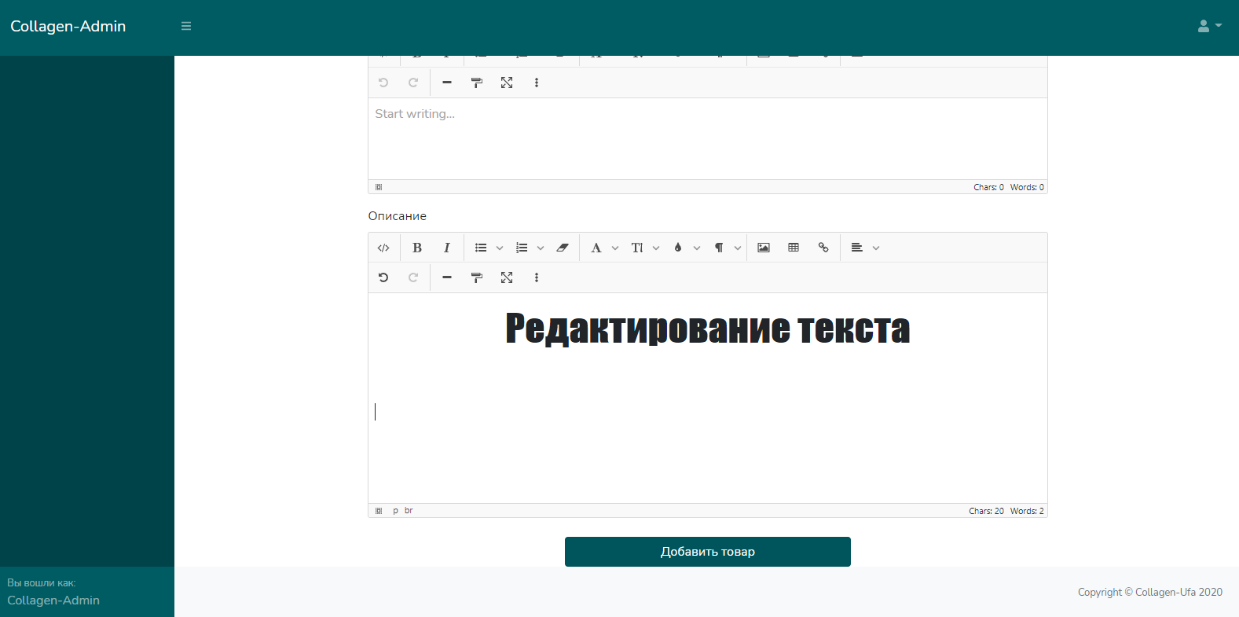 Collagen-Admin
Start writing...
Chars: 0 Words: 0
Описание
Редактирование текста
p br
Chars: 20 Words: 2
Добавить товар
Вы вошли как:
Collagen-Admin
Copyright © Collagen-Ufa 2020